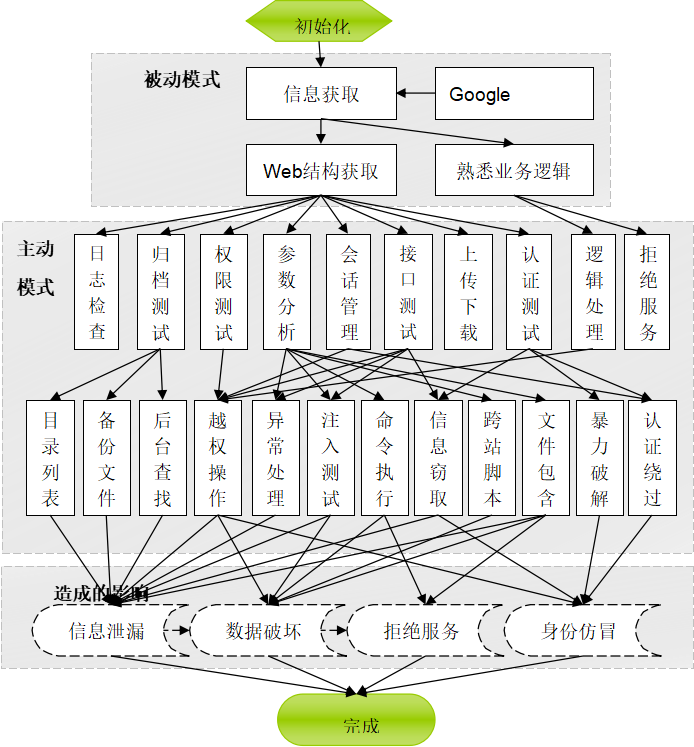 初始化
被动模式
信息获取
Google
Web结构获取
熟悉业务逻辑
主动
模式
日志检查
归档测试
权限测试
参数分析
会话管理
接口测试
上传下载
认证测试
逻辑处理
拒绝服务
目录列表
备份文件
后台查找
越权操作
异常处理
注入测试
命令执行
信息窃取
跨站脚本
文件包含
暴力破解
认证绕过
造成的影响
信息泄漏
数据破坏
拒绝服务
身份仿冒
完成